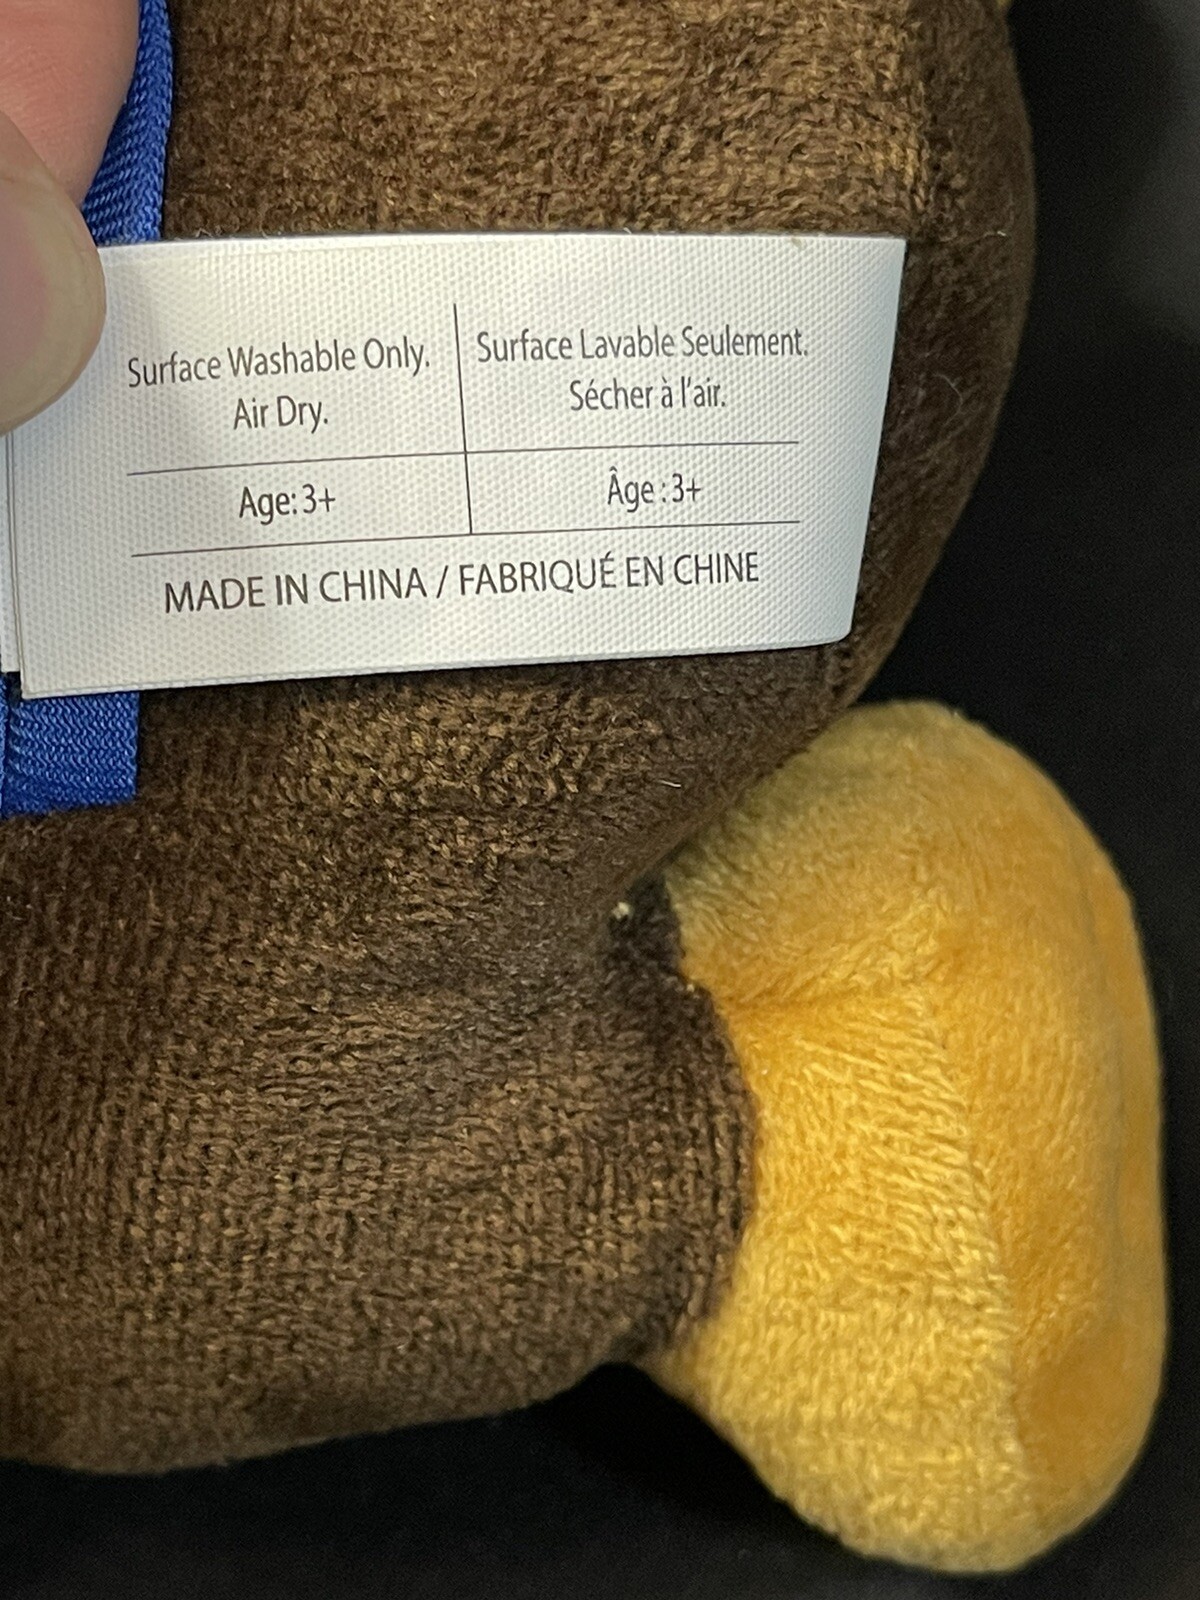 Surface Washable Only.
Air Dry.
Surface Lavable Seulement.
Sécher à l'air.
Age: 3+
Âge : 3+
MADE IN CHINA / FABRIQUÉ EN CHINE